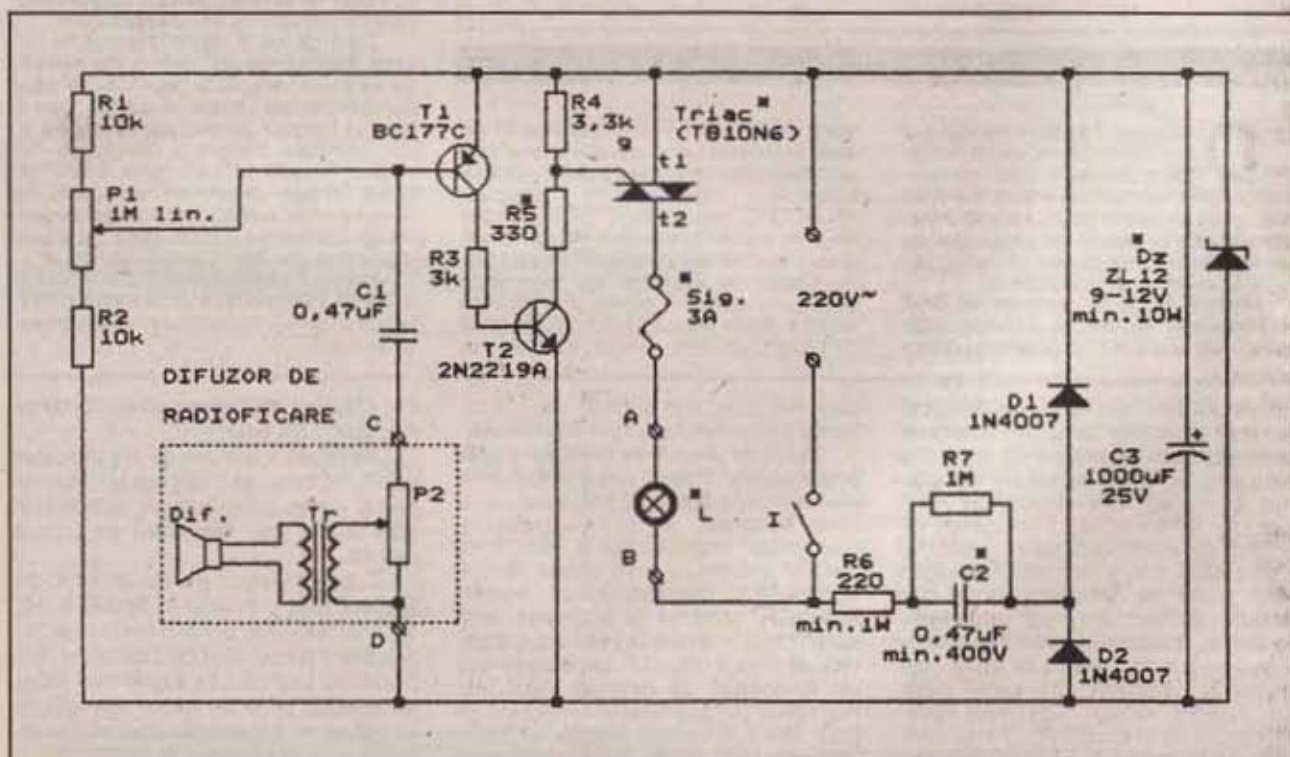 R1
10k
P1
1M lin.
R2
10k
T1
BC177C
R4
3,3k
g
Triac*
(TB10N6)
t1
t2
R5*
330
R3
3k
C1
0,47uF
T2
2N2219A
*
Sig.
3A
220V~
*
Dz
ZL12
9-12V
min.10W
D1
1N4007
C3
1000uF
25V
+
DIFUZOR DE
RADIOFICARE
C
P2
Dif.
Tr
D
A
*
L
B
I
R6
220
min.1W
R7
1M
C2*
0,47uF
min.400V
D2
1N4007